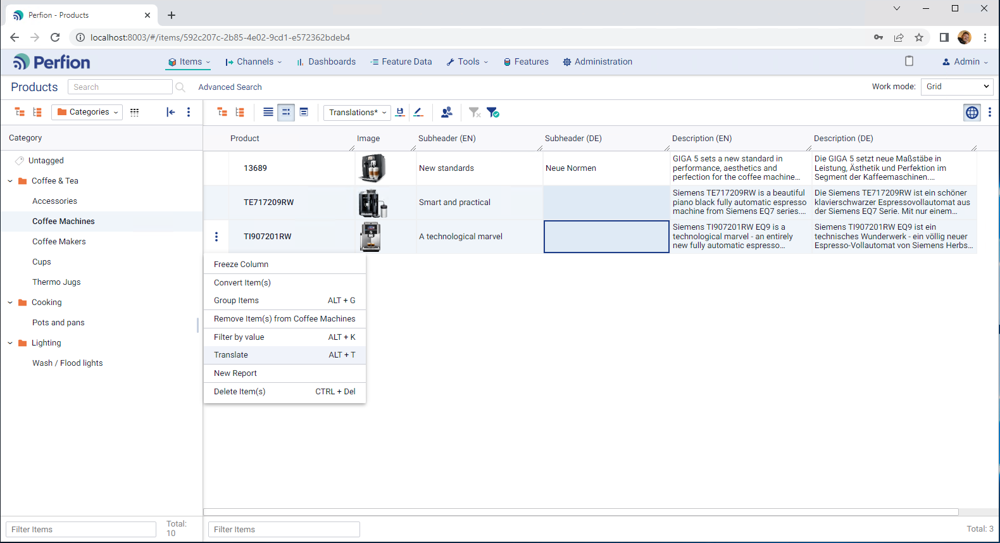 Perfion - Products
localhost:8003/#/items/592c207c-2b85-4e02-9cd1-e572362bdeb4
Perfion
Items
Channels
Dashboards
Feature Data
Tools
Features
Administration
Admin
Products
Search
Advanced Search
Work mode:
Grid
Categories
Translations*
Category
Untagged
Coffee & Tea
Accessories
Coffee Machines
Coffee Makers
Cups
Thermo Jugs
Cooking
Pots and pans
Lighting
Wash / Flood lights
Filter Items
Total:
10
Product
Image
Subheader (EN)
Subheader (DE)
Description (EN)
Description (DE)
13689
New standards
Neue Normen
GIGA 5 sets a new standard in
performance, aesthetics and
perfection for the coffee machine...
Die GIGA 5 setzt neue Maßstäbe in
Leistung, Ästhetik und Perfektion im
Segment der Kaffeemaschinen....
TE717209RW
Smart and practical
Siemens TE717209RW is a beautiful
piano black fully automatic espresso
machine from Siemens EQ7 series....
Die Siemens TE717209RW ist ein schöner
klavierschwarzer Espressovollautomat aus
der Siemens EQ7 Serie. Mit nur einem...
TI907201RW
A technological marvel
Siemens TI907201RW EQ9 is a
technological marvel - an entirely
new fully automatic espresso...
Siemens TI907201RW EQ9 ist ein
technisches Wunderwerk - ein völlig neuer
Espresso-Vollautomat von Siemens Herbs...
Freeze Column
Convert Item(s)
Group Items ALT + G
Remove Item(s) from Coffee Machines
Filter by value ALT + K
Translate ALT + T
New Report
Delete Item(s) CTRL + Del
Filter Items
Total: 3